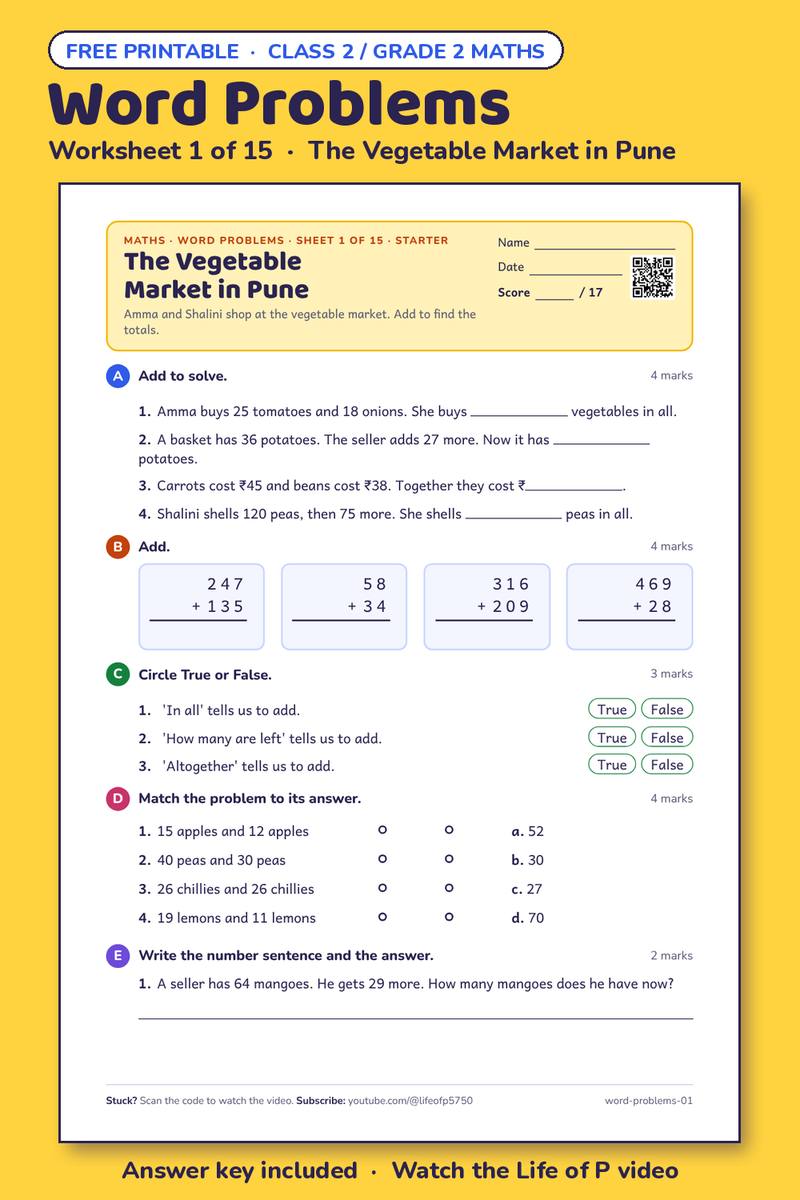 FREE PRINTABLE · CLASS 2 / GRADE 2 MATHS
Word Problems
Worksheet 1 of 15 · The Vegetable Market in Pune
MATHS · WORD PROBLEMS · SHEET 1 OF 15 · STARTER
The Vegetable
Market in Pune
Amma and Shalini shop at the vegetable market. Add to find the
totals.
Name
Date
Score / 17
A Add to solve. 4 marks
1. Amma buys 25 tomatoes and 18 onions. She buys ____ vegetables in all.
2. A basket has 36 potatoes. The seller adds 27 more. Now it has ____
potatoes.
3. Carrots cost ₹45 and beans cost ₹38. Together they cost ₹____.
4. Shalini shells 120 peas, then 75 more. She shells ____ peas in all.
B Add. 4 marks
247 58 316 469
+ 135 + 34 + 209 + 28
C Circle True or False. 3 marks
1. 'In all' tells us to add. True False
2. 'How many are left' tells us to add. True False
3. 'Altogether' tells us to add. True False
D Match the problem to its answer. 4 marks
1. 15 apples and 12 apples a. 52
2. 40 peas and 30 peas b. 30
3. 26 chillies and 26 chillies c. 27
4. 19 lemons and 11 lemons d. 70
E Write the number sentence and the answer. 2 marks
1. A seller has 64 mangoes. He gets 29 more. How many mangoes does he have now?
Stuck? Scan the code to watch the video. Subscribe: youtube.com/@lifeofp5750 word-problems-01
Answer key included · Watch the Life of P video